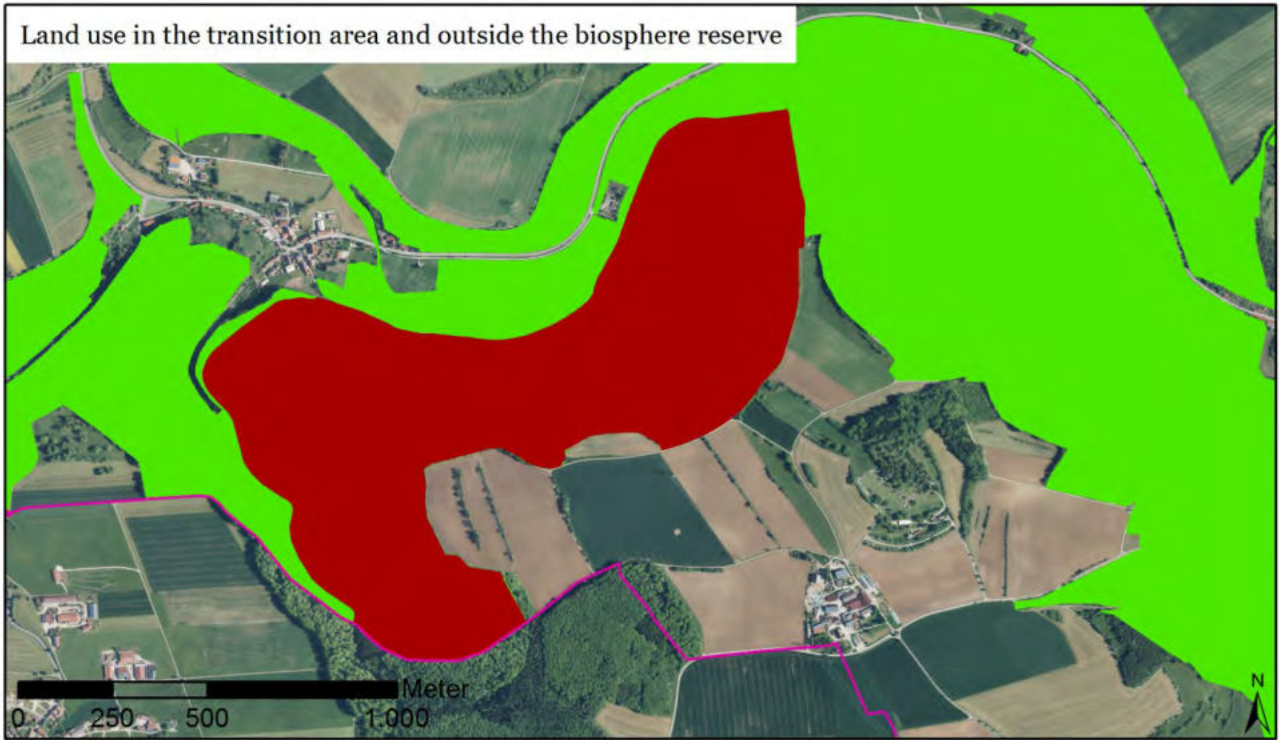 Land use in the transition area and outside the biosphere reserve
N
Meter
0 250 500 1.000